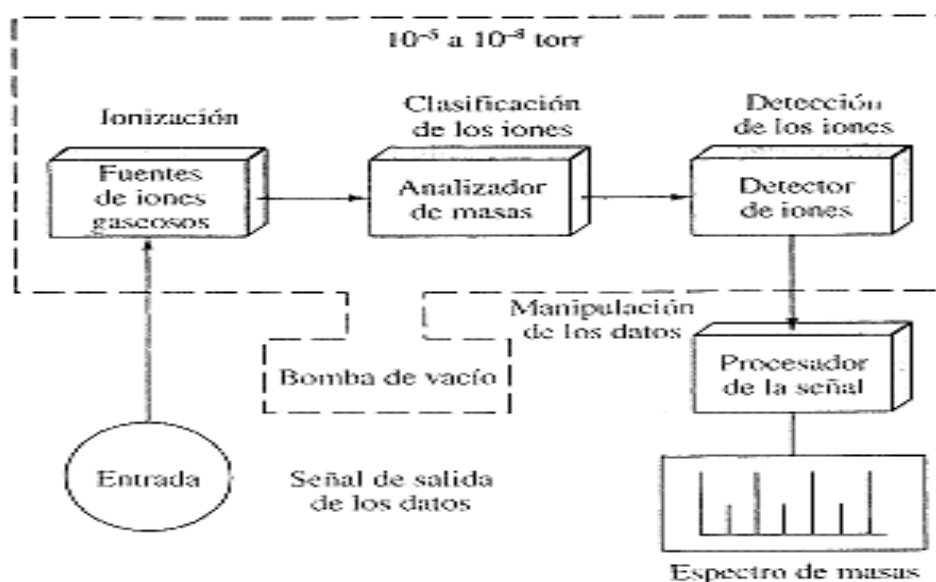 10⁻⁵ a 10⁻⁸ torr
Ionización
Clasificación
de los iones
Detección
de los iones
Fuentes
de iones
gaseosos
Analizador
de masas
Detector
de iones
Manipulación
de los datos
Bomba de vacío
Procesador
de la señal
Entrada
Señal de salida
de los datos
Espectro de masas